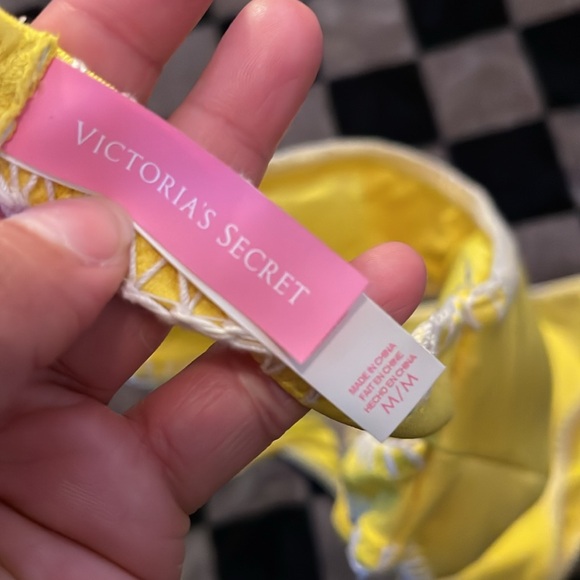 VICTORIA'S SECRET
MADE IN CHINA
FAIT EN CHINE
HECHO EN CHINA
M/M